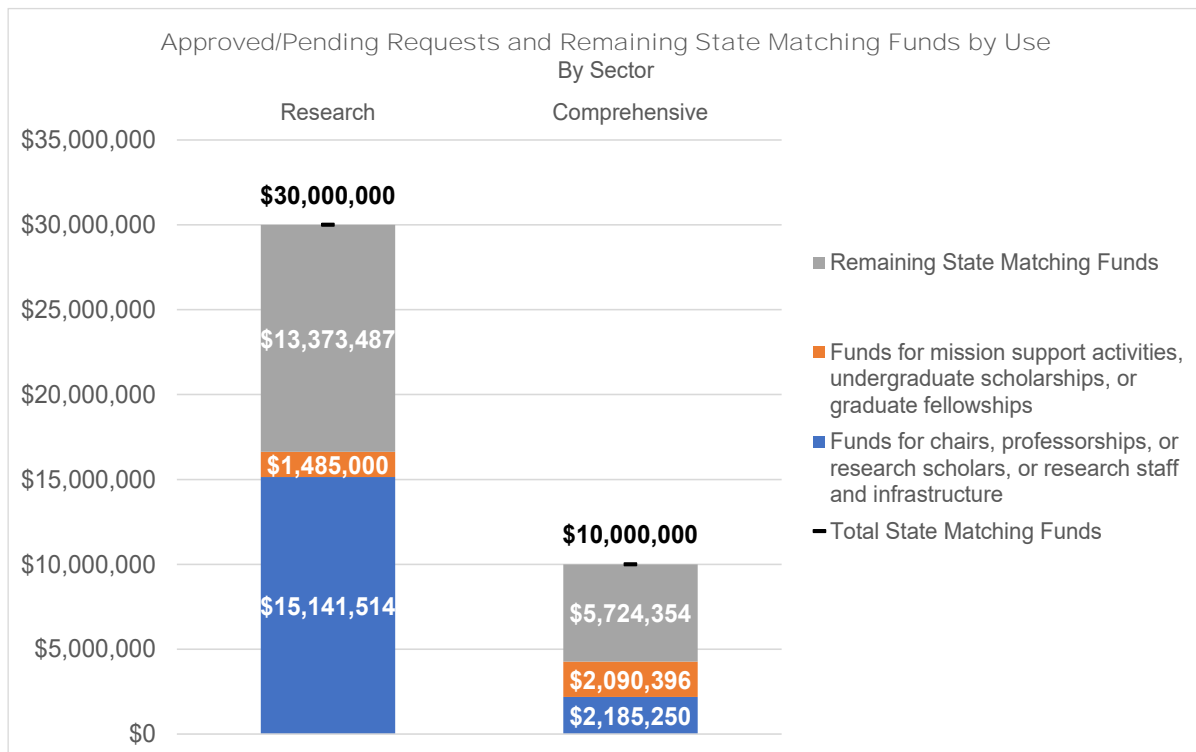 Approved/Pending Requests and Remaining State Matching Funds by Use
By Sector
Research
Comprehensive
$35,000,000
$30,000,000
$25,000,000
$20,000,000
$15,000,000
$10,000,000
$5,000,000
$0
$30,000,000
$13,373,487
$1,485,000
$15,141,514
$10,000,000
$5,724,354
$2,090,396
$2,185,250
Remaining State Matching Funds
Funds for mission support activities,
undergraduate scholarships, or
graduate fellowships
Funds for chairs, professorships, or
research scholars, or research staff
and infrastructure
Total State Matching Funds